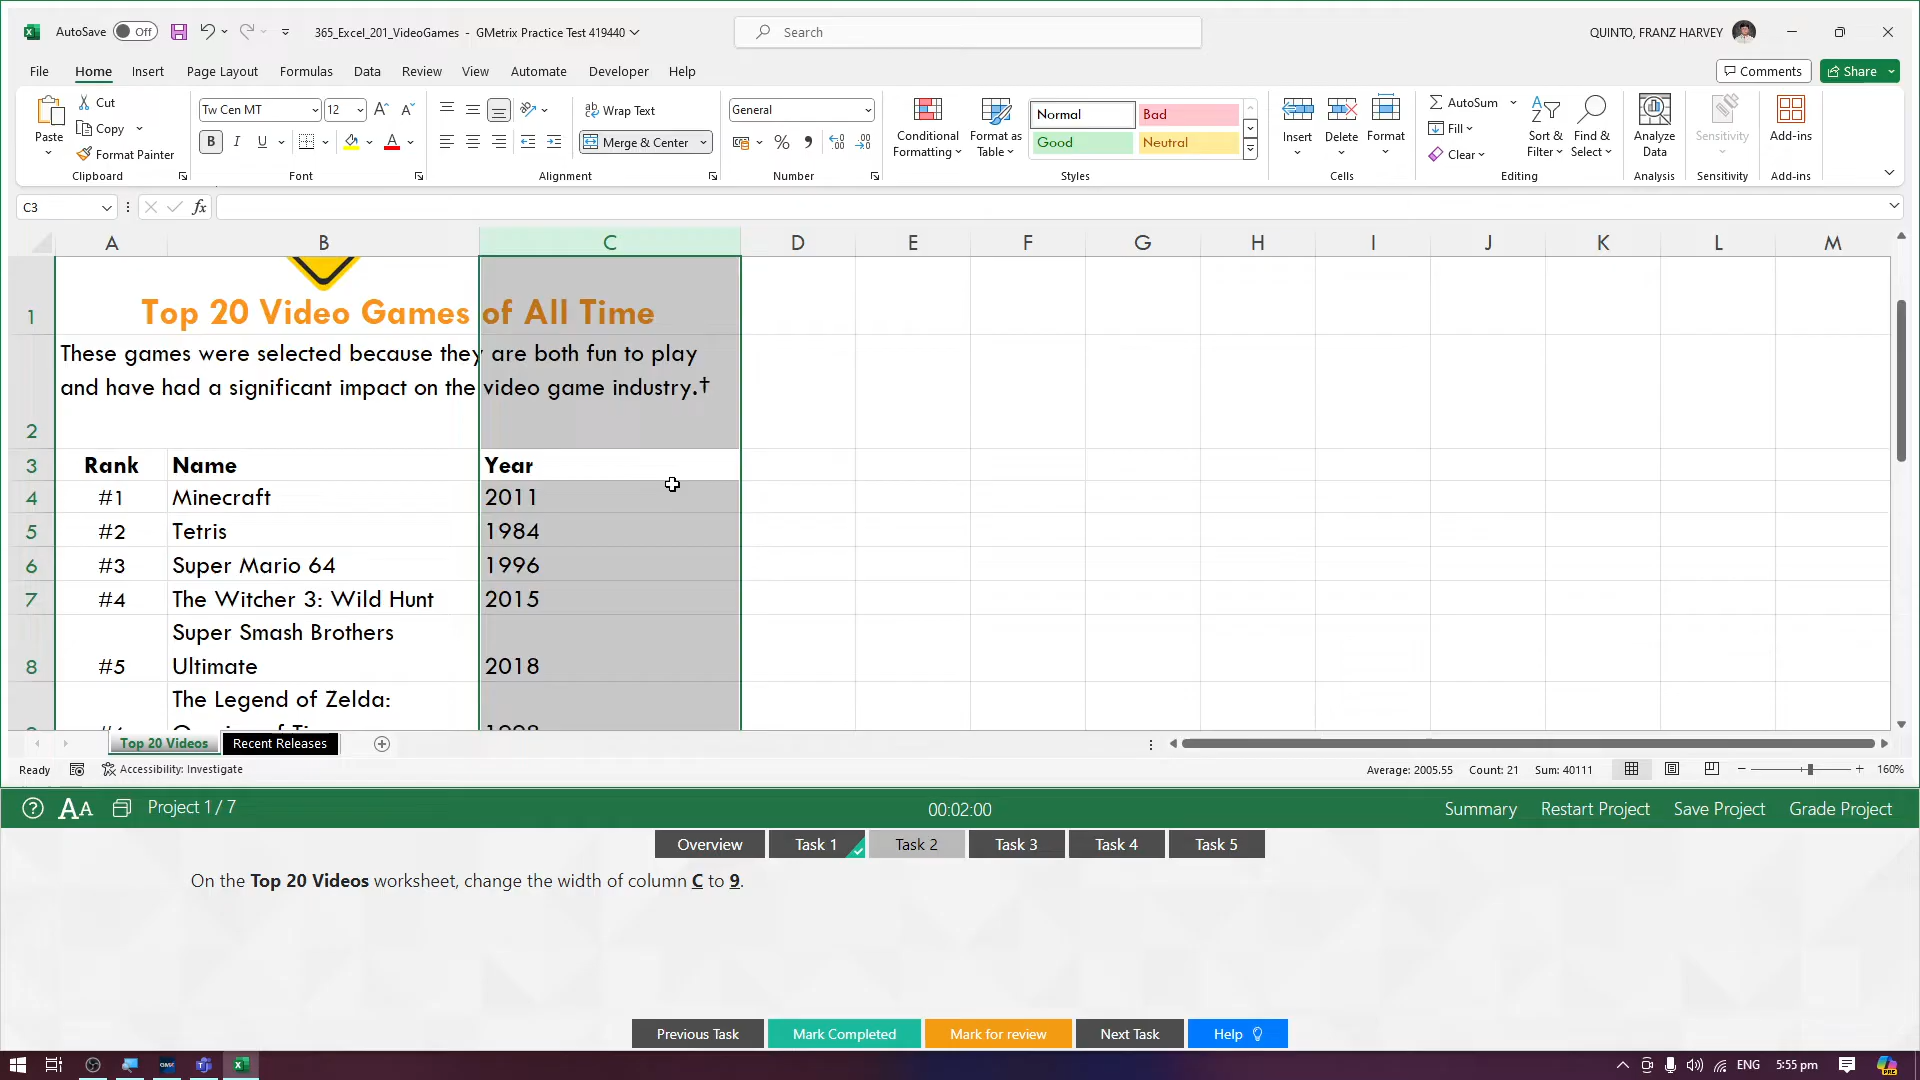 AutoSave Off 365_Excel_201_VideoGames - GMetrix Practice Test 419440 Search QUINTO, FRANZ HARVEY
File Home Insert Page Layout Formulas Data Review View Automate Developer Help Comments Share
Paste Cut Copy Format Painter Clipboard
Tw Cen MT 12 A^ A˅ B I U A Font
Wrap Text Merge & Center Alignment
General % , Number
Conditional Formatting Format as Table Normal Bad Good Neutral Styles
Insert Delete Format Cells
AutoSum Fill Clear Sort & Filter Find & Select Editing
Analyze Data Analysis Sensitivity Sensitivity Add-ins Add-ins
C3 fx
A B C D E F G H I J K L M
1 Top 20 Video Games of All Time
These games were selected because they are both fun to play
and have had a significant impact on the video game industry.†
2
3 Rank Name Year
4 #1 Minecraft 2011
5 #2 Tetris 1984
6 #3 Super Mario 64 1996
7 #4 The Witcher 3: Wild Hunt 2015
Super Smash Brothers
8 #5 Ultimate 2018
The Legend of Zelda:
Top 20 Videos Recent Releases
Ready Accessibility: Investigate Average: 2005.55 Count: 21 Sum: 40111 160%
? AA Project 1 / 7 00:02:00 Summary Restart Project Save Project Grade Project
Overview Task 1 Task 2 Task 3 Task 4 Task 5
On the Top 20 Videos worksheet, change the width of column C to 9.
Previous Task Mark Completed Mark for review Next Task Help
ENG 5:55 pm